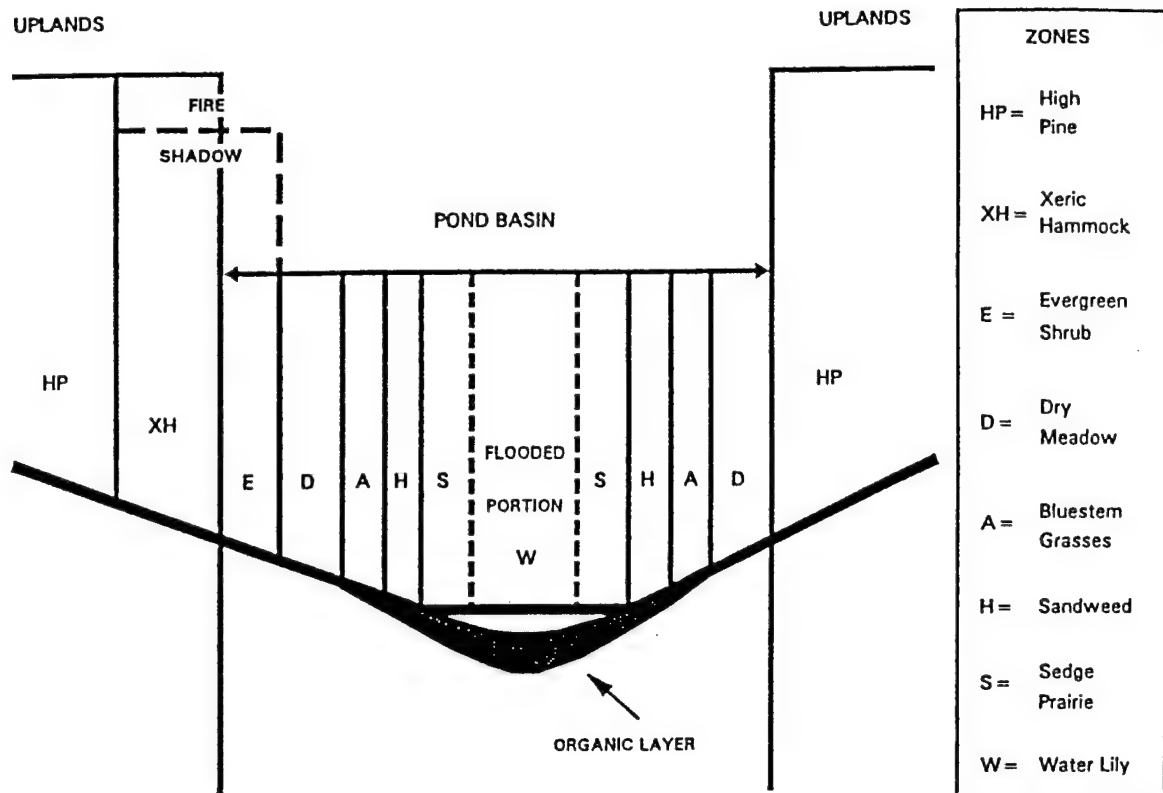 UPLANDS
UPLANDS
FIRE
SHADOW
POND BASIN
HP
XH
E
D
A
H
S
FLOODED
PORTION
W
S
H
A
D
HP
ORGANIC LAYER
ZONES
HP = High
Pine
XH = Xeric
Hammock
E = Evergreen
Shrub
D = Dry
Meadow
A = Bluestem
Grasses
H = Sandweed
S = Sedge
Prairie
W = Water Lily